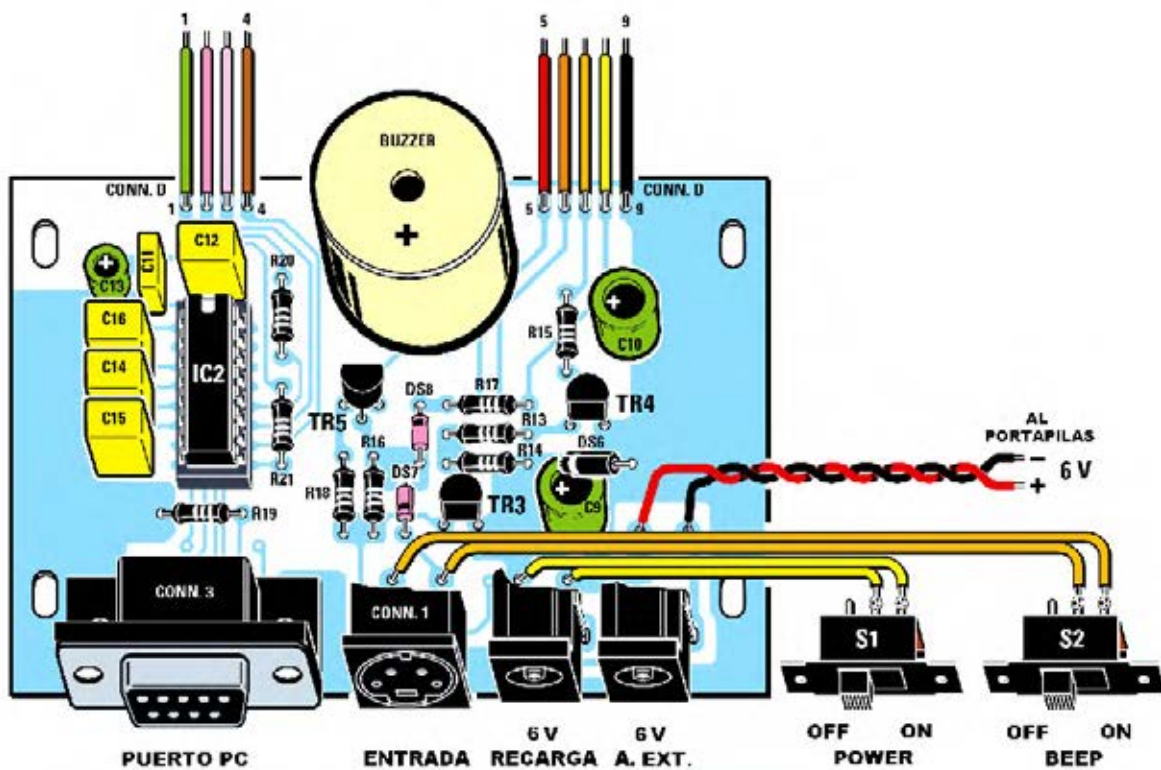 1
4
5
9
BUZZER
CONN. D
CONN. D
1
4
5
9
C12
C11
C13
R20
C16
R15
C10
C14
IC2
C15
TR5
DS8
R17
TR4
R13
R16
R14
DS6
R21
R18
DS7
TR3
C9
R19
AL
PORTAPILAS
–
6 V
+
CONN. 3
CONN. 1
S1
S2
OFF ON
OFF ON
POWER
BEEP
PUERTO PC
ENTRADA
6 V
RECARGA
6 V
A. EXT.